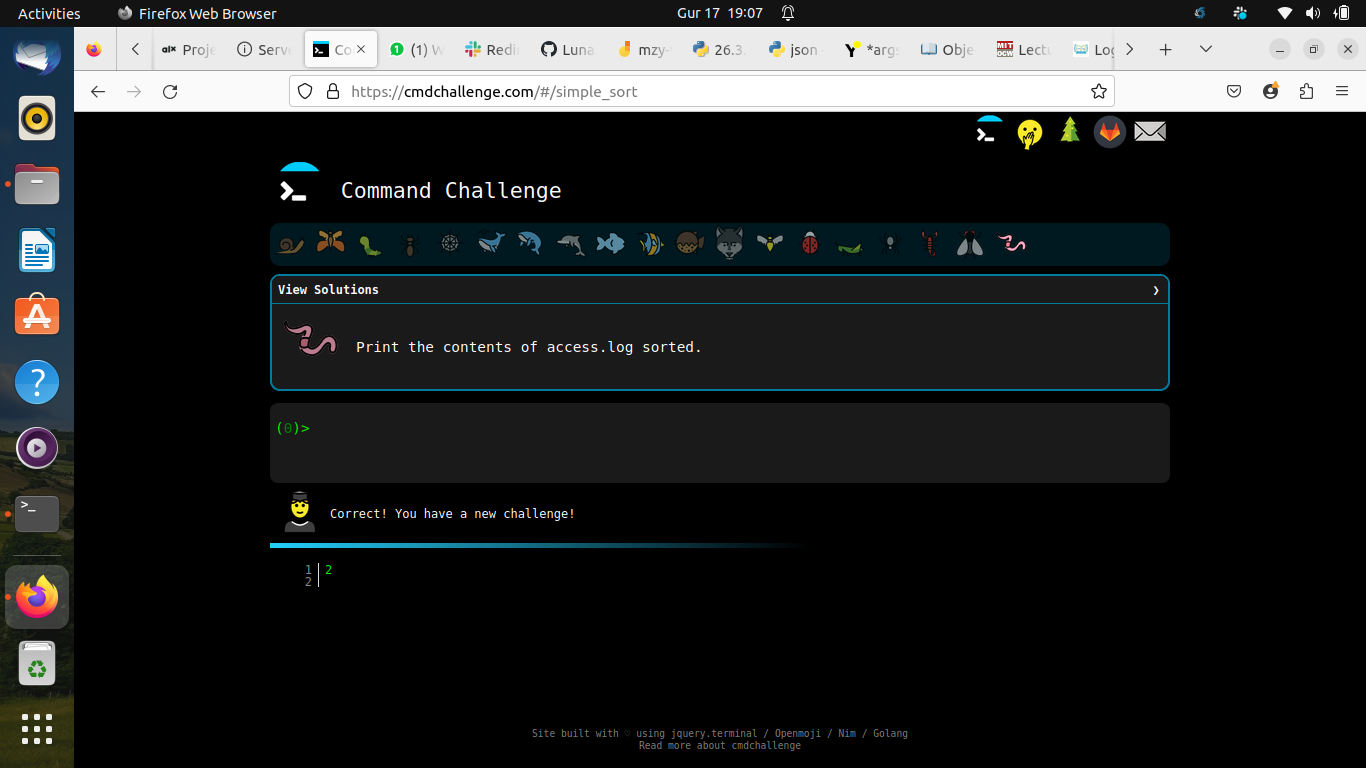 Activities
Firefox Web Browser
Gur 17 19:07
Proje
Serve
Co
(1) W
Redi
Luna
mzy-
26.3.
json
*args
Obje
Lectu
Log
https://cmdchallenge.com/#/simple_sort
Command Challenge
View Solutions
Print the contents of access.log sorted.
(0)>
Correct! You have a new challenge!
1 2
2
Site built with ♡ using jquery.terminal / Openmoji / Nim / Golang
Read more about cmdchallenge